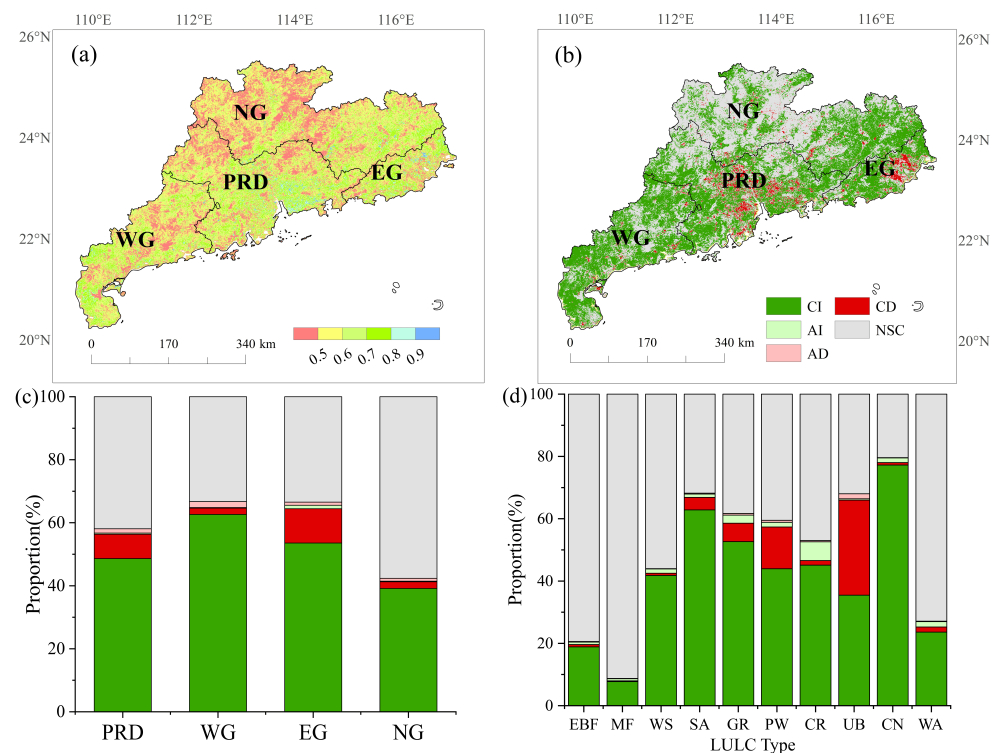 110°E 112°E 114°E 116°E
26°N
(a)
NG
24°N
PRD
EG
WG
22°N
20°N
0.5 0.6 0.7 0.8 0.9
0 170 340 km
110°E 112°E 114°E 116°E
26°N
(b)
NG
24°N
PRD
EG
WG
22°N
CI CD
AI NSC
AD
20°N
0 170 340 km
(c)
Proportion(%)
100
80
60
40
20
0
PRD WG EG NG
(d)
Proportion(%)
100
80
60
40
20
0
EBF MF WS SA GR PW CR UB CN WA
LULC Type